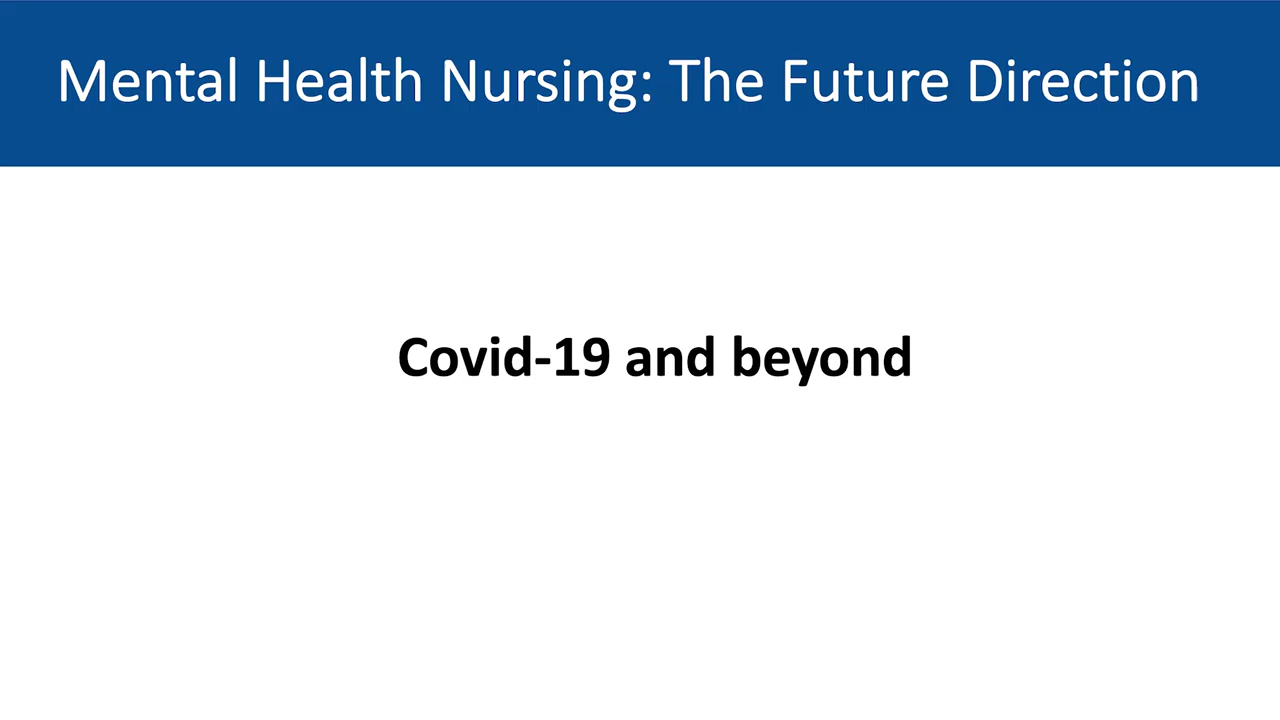 Mental Health Nursing: The Future Direction
Covid-19 and beyond